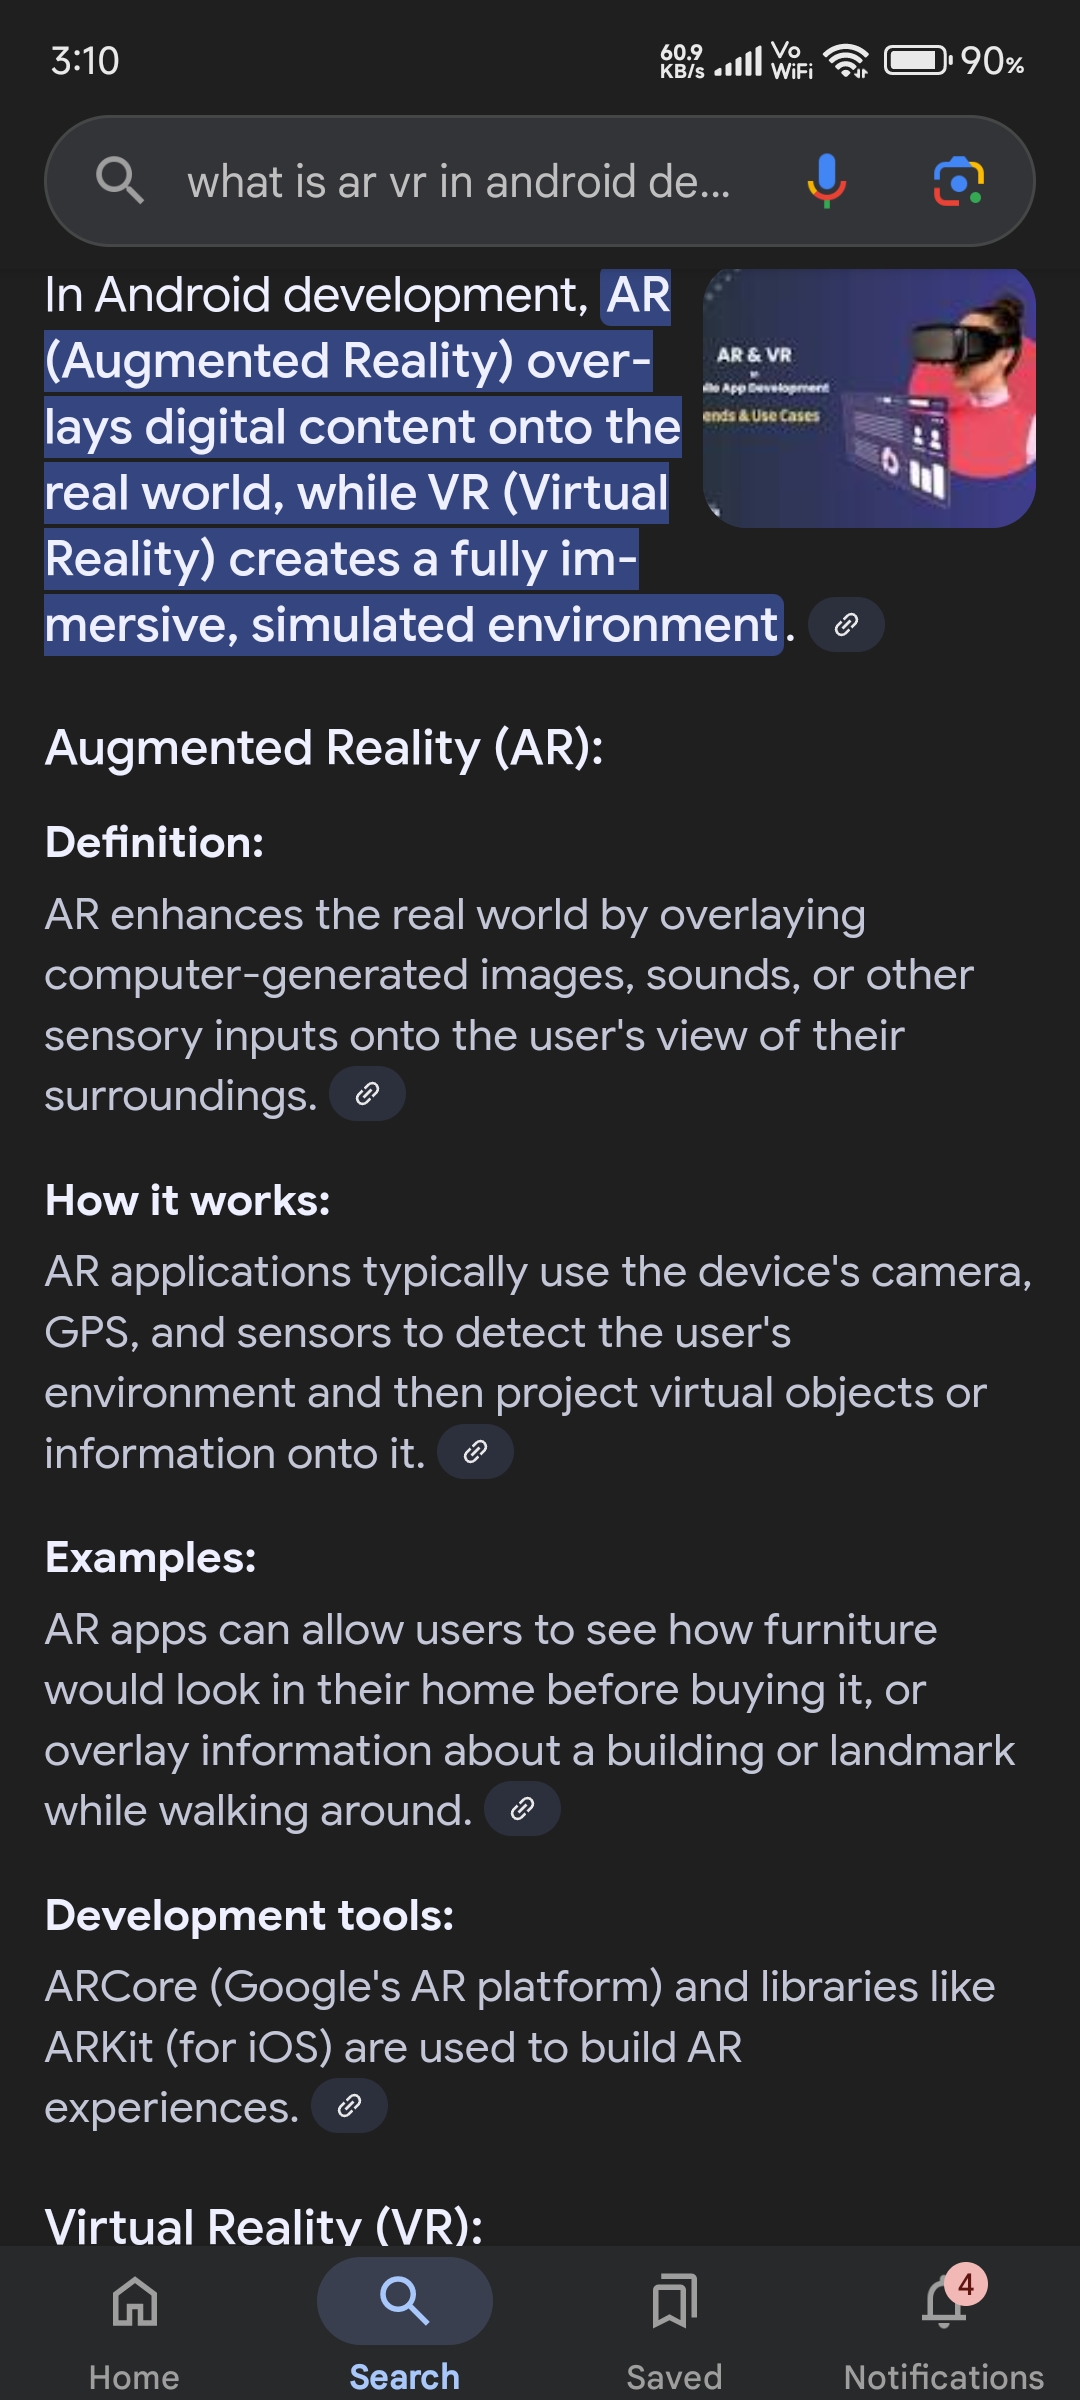 3:10
60.9
KB/s
Vo
WiFi
90%
what is ar vr in android de...
In Android development, AR
(Augmented Reality) over-
lays digital content onto the
real world, while VR (Virtual
Reality) creates a fully im-
mersive, simulated environment.
AR & VR
App Development
ends & Use Cases
Augmented Reality (AR):
Definition:
AR enhances the real world by overlaying
computer-generated images, sounds, or other
sensory inputs onto the user's view of their
surroundings.
How it works:
AR applications typically use the device's camera,
GPS, and sensors to detect the user's
environment and then project virtual objects or
information onto it.
Examples:
AR apps can allow users to see how furniture
would look in their home before buying it, or
overlay information about a building or landmark
while walking around.
Development tools:
ARCore (Google's AR platform) and libraries like
ARKit (for iOS) are used to build AR
experiences.
Virtual Reality (VR):
4
Home
Search
Saved
Notifications